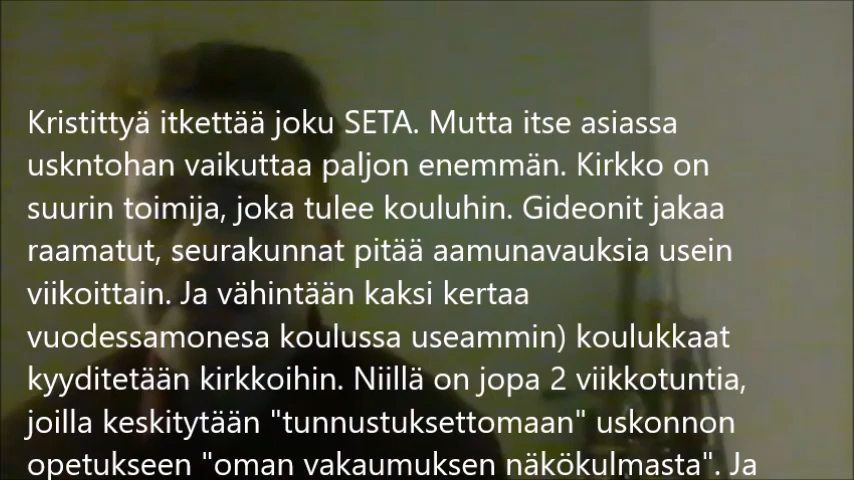 Kristittyä itkettää joku SETA. Mutta itse asiassa
uskntohan vaikuttaa paljon enemmän. Kirkko on
suurin toimija, joka tulee kouluhin. Gideonit jakaa
raamatut, seurakunnat pitää aamunavauksia usein
viikoittain. Ja vähintään kaksi kertaa
vuodessamonesa koulussa useammin) koulukkaat
kyyditetään kirkkoihin. Niillä on jopa 2 viikkotuntia,
joilla keskitytään "tunnustuksettomaan" uskonnon
opetukseen "oman vakaumuksen näkökulmasta". Ja